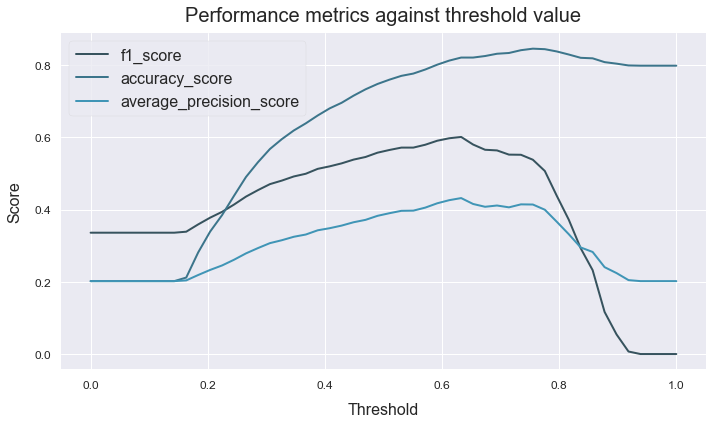 Performance metrics against threshold value
f1_score
accuracy_score
average_precision_score
Score
0.8
0.6
0.4
0.2
0.0
0.0 0.2 0.4 0.6 0.8 1.0
Threshold